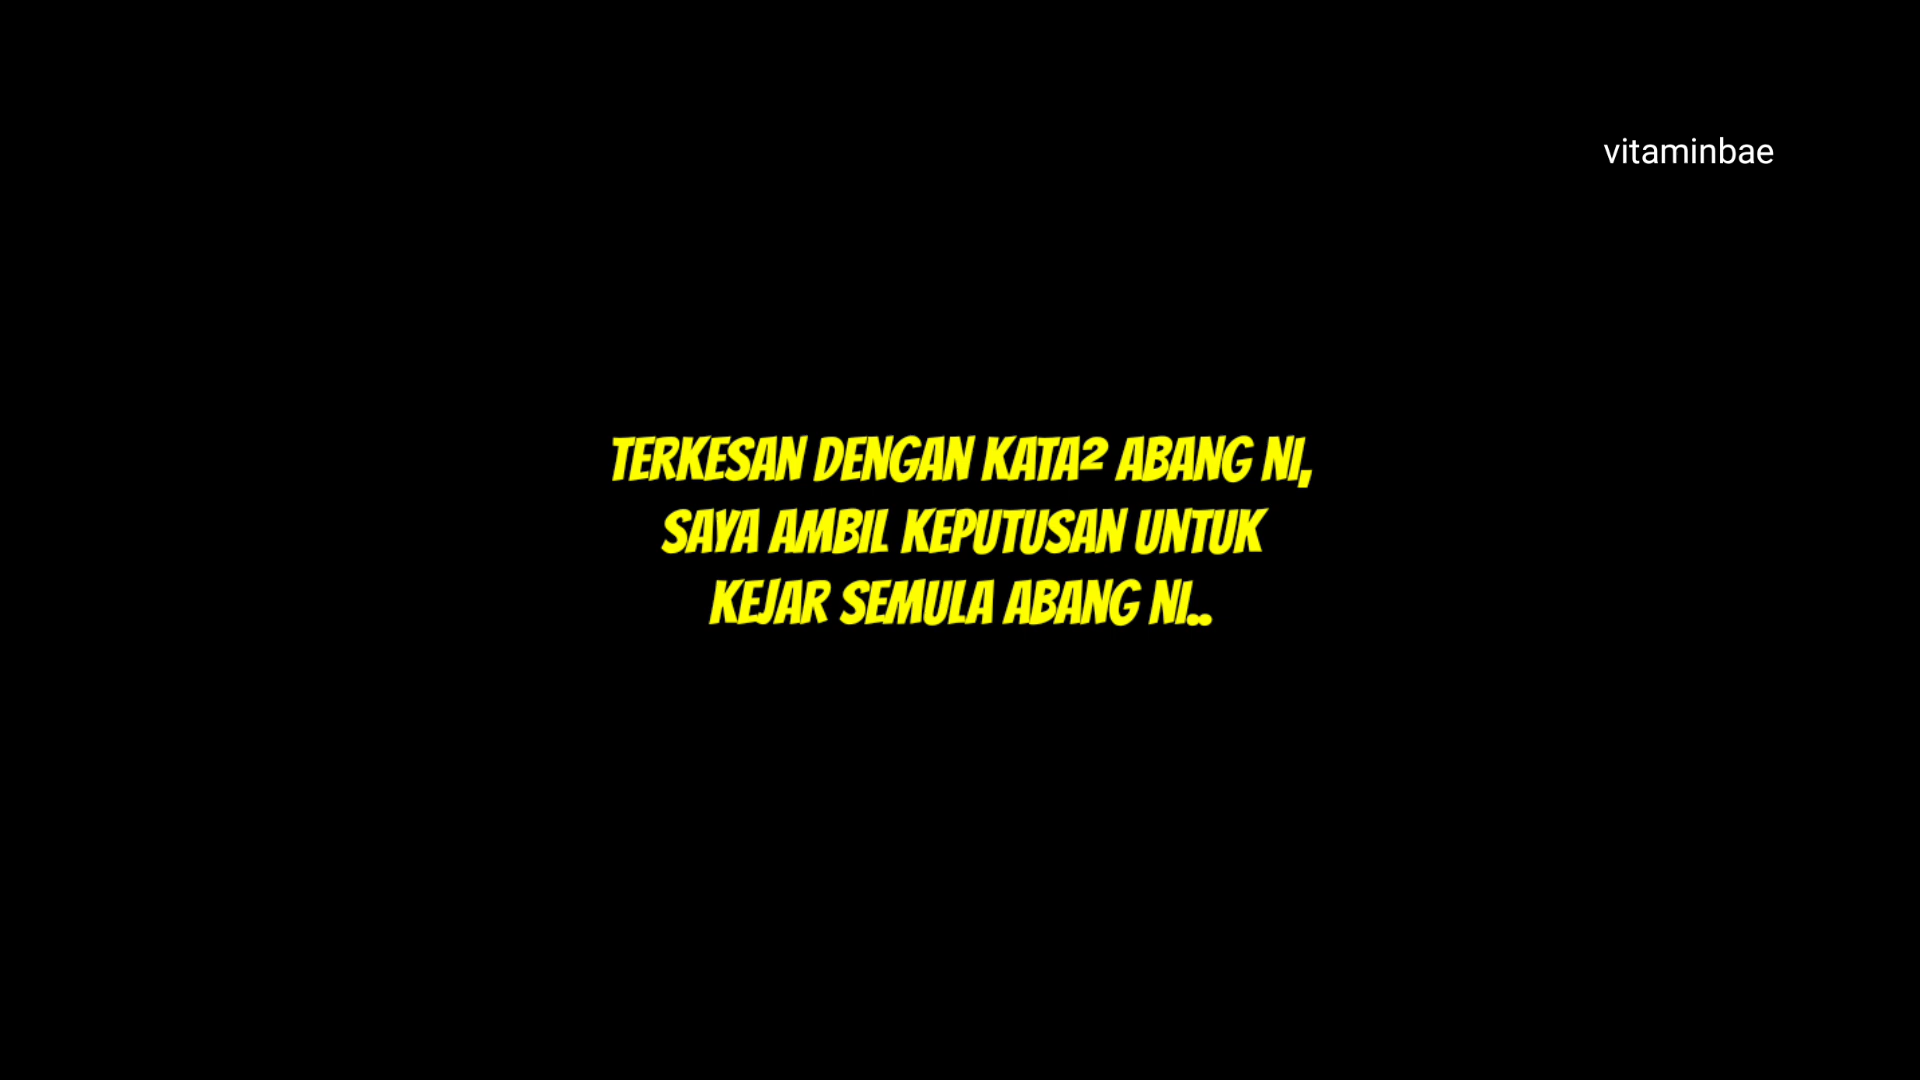 vitaminbae
TERKESAN DENGAN KATA2 ABANG NI,
SAYA AMBIL KEPUTUSAN UNTUK
KEJAR SEMULA ABANG NI..